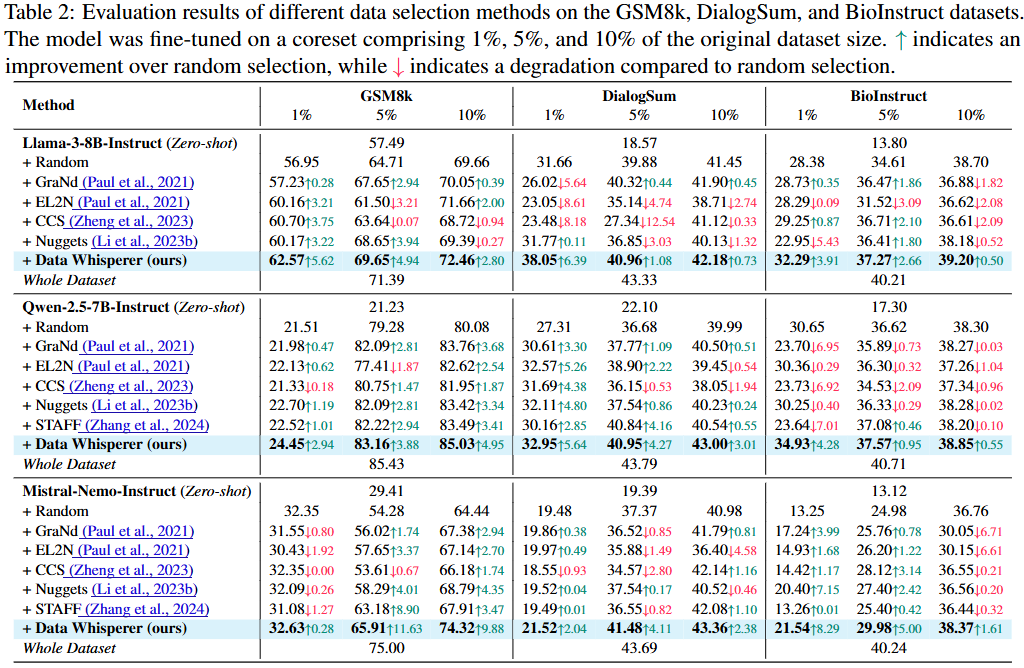 Table 2: Evaluation results of different data selection methods on the GSM8k, DialogSum, and BioInstruct datasets.
The model was fine-tuned on a coreset comprising 1%, 5%, and 10% of the original dataset size. ↑ indicates an
improvement over random selection, while ↓ indicates a degradation compared to random selection.
Method GSM8k DialogSum BioInstruct
1% 5% 10% 1% 5% 10% 1% 5% 10%
Llama-3-8B-Instruct (Zero-shot) 57.49 18.57 13.80
+ Random 56.95 64.71 69.66 31.66 39.88 41.45 28.38 34.61 38.70
+ GraNd (Paul et al., 2021) 57.23↑0.28 67.65↑2.94 70.05↑0.39 26.02↓5.64 40.32↑0.44 41.90↑0.45 28.73↑0.35 36.47↑1.86 36.88↓1.82
+ EL2N (Paul et al., 2021) 60.16↑3.21 61.50↓3.21 71.66↑2.00 23.05↓8.61 35.14↓4.74 38.71↓2.74 28.29↓0.09 31.52↓3.09 36.62↓2.08
+ CCS (Zheng et al., 2023) 60.70↑3.75 63.64↓0.07 68.72↓0.94 23.48↓8.18 27.34↓12.54 41.12↓0.33 29.25↑0.87 36.71↑2.10 36.61↓2.09
+ Nuggets (Li et al., 2023b) 60.17↑3.22 68.65↑3.94 69.39↓0.27 31.77↑0.11 36.85↓3.03 40.13↓1.32 22.95↓5.43 36.41↑1.80 38.18↓0.52
+ Data Whisperer (ours) 62.57↑5.62 69.65↑4.94 72.46↑2.80 38.05↑6.39 40.96↑1.08 42.18↑0.73 32.29↑3.91 37.27↑2.66 39.20↑0.50
Whole Dataset 71.39 43.33 40.21
Qwen-2.5-7B-Instruct (Zero-shot) 21.23 22.10 17.30
+ Random 21.51 79.28 80.08 27.31 36.68 39.99 30.65 36.62 38.30
+ GraNd (Paul et al., 2021) 21.98↑0.47 82.09↑2.81 83.76↑3.68 30.61↑3.30 37.77↑1.09 40.50↑0.51 23.70↓6.95 35.89↓0.73 38.27↓0.03
+ EL2N (Paul et al., 2021) 22.13↑0.62 77.41↓1.87 82.62↑2.54 32.57↑5.26 38.90↑2.22 39.45↓0.54 30.36↓0.29 36.30↓0.32 37.26↓1.04
+ CCS (Zheng et al., 2023) 21.33↓0.18 80.75↑1.47 81.95↑1.87 31.69↑4.38 36.15↓0.53 38.05↓1.94 23.73↓6.92 34.53↓2.09 37.34↓0.96
+ Nuggets (Li et al., 2023b) 22.70↑1.19 82.09↑2.81 83.42↑3.34 32.11↑4.80 37.54↑0.86 40.23↑0.24 30.25↓0.40 36.33↓0.29 38.28↓0.02
+ STAFF (Zhang et al., 2024) 22.52↑1.01 82.22↑2.94 83.49↑3.41 30.16↑2.85 40.84↑4.16 40.54↑0.55 23.64↓7.01 37.08↑0.46 38.20↓0.10
+ Data Whisperer (ours) 24.45↑2.94 83.16↑3.88 85.03↑4.95 32.95↑5.64 40.95↑4.27 43.00↑3.01 34.93↑4.28 37.57↑0.95 38.85↑0.55
Whole Dataset 85.43 43.79 40.71
Mistral-Nemo-Instruct (Zero-shot) 29.41 19.39 13.12
+ Random 32.35 54.28 64.44 19.48 37.37 40.98 13.25 24.98 36.76
+ GraNd (Paul et al., 2021) 31.55↓0.80 56.02↑1.74 67.38↑2.94 19.86↑0.38 36.52↓0.85 41.79↑0.81 17.24↑3.99 25.76↑0.78 30.05↓6.71
+ EL2N (Paul et al., 2021) 30.43↓1.92 57.65↑3.37 67.14↑2.70 19.97↑0.49 35.88↓1.49 36.40↓4.58 14.93↑1.68 26.20↑1.22 30.15↓6.61
+ CCS (Zheng et al., 2023) 32.35↓0.00 53.61↓0.67 66.18↑1.74 18.55↓0.93 34.57↓2.80 42.14↑1.16 14.42↑1.17 28.12↑3.14 36.55↓0.21
+ Nuggets (Li et al., 2023b) 32.09↓0.26 58.29↑4.01 68.79↑4.35 19.52↑0.04 37.54↑0.17 40.52↓0.46 20.40↑7.15 27.40↑2.42 36.56↓0.20
+ STAFF (Zhang et al., 2024) 31.08↓1.27 63.18↑8.90 67.91↑3.47 19.49↑0.01 36.55↓0.82 42.08↑1.10 13.26↑0.01 25.40↑0.42 36.44↓0.32
+ Data Whisperer (ours) 32.63↑0.28 65.91↑11.63 74.32↑9.88 21.52↑2.04 41.48↑4.11 43.36↑2.38 21.54↑8.29 29.98↑5.00 38.37↑1.61
Whole Dataset 75.00 43.69 40.24